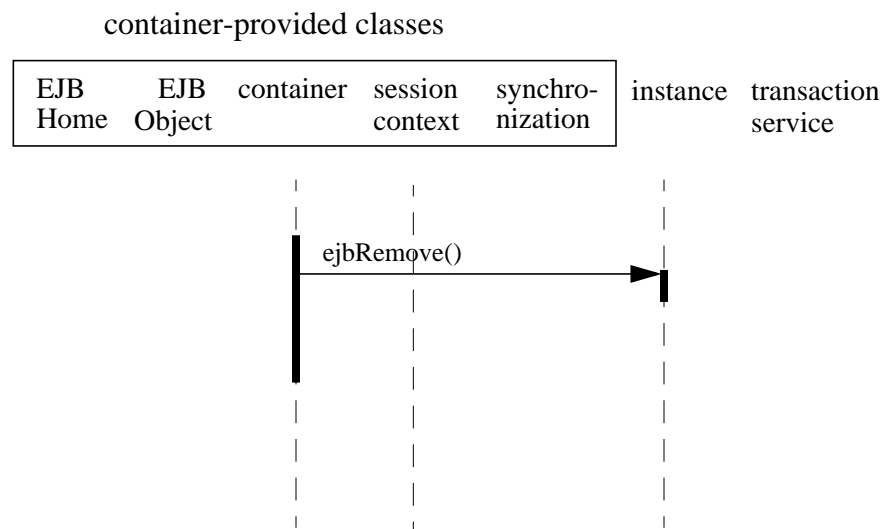 container-provided classes
EJB EJB container session synchro- instance transaction
Home Object context nization service
ejbRemove()